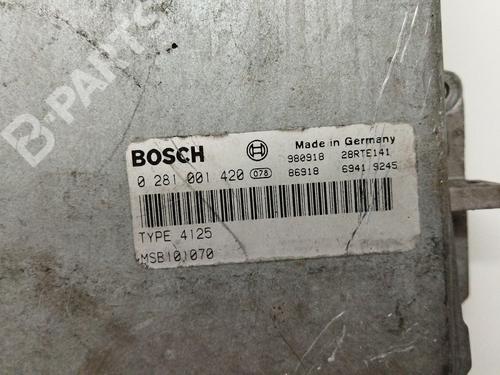 B-PARTS
BOSCH
Made in Germany
980918 28RTE141
0 281 001 420 078 86918 6941 9245
TYPE 4125
MSB101070